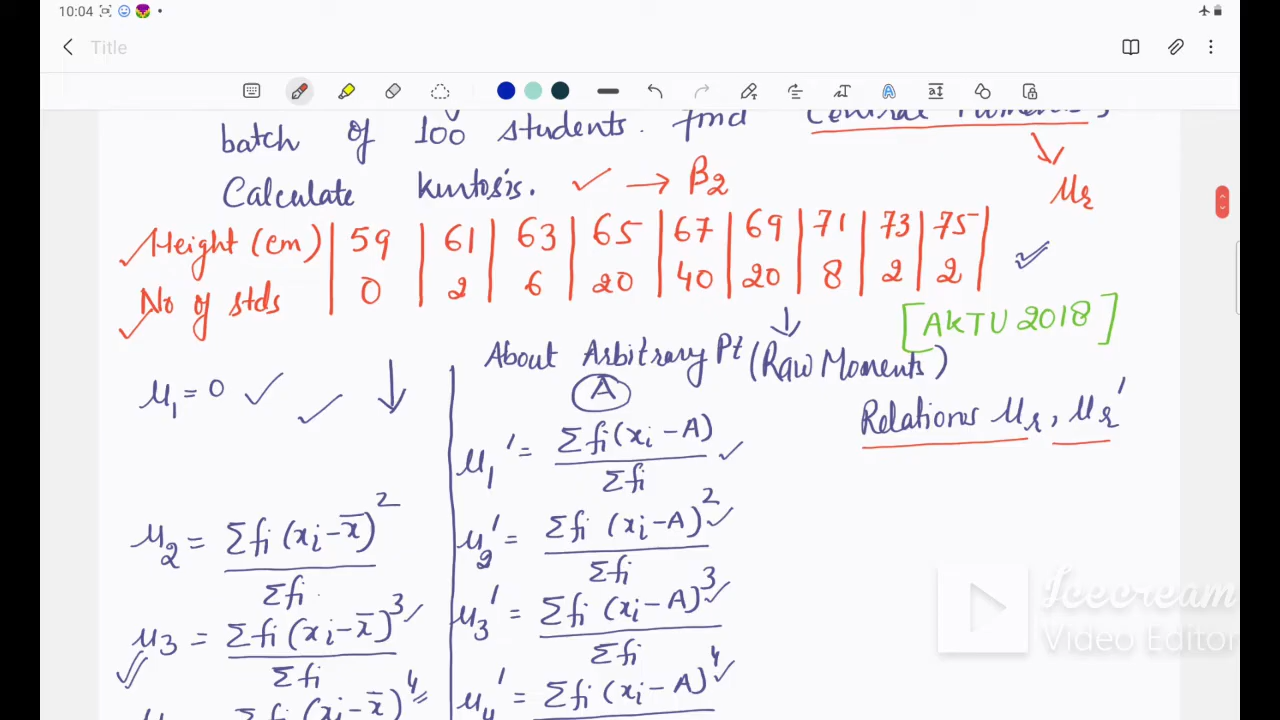 10:04
Title
batch of 100 students. find Central Moments,
Calculate kurtosis. ✓ → β2
μr
Height (cm) | 59 | 61 | 63 | 65 | 67 | 69 | 71 | 73 | 75
No of stds | 0 | 2 | 6 | 20 | 40 | 20 | 8 | 2 | 2
[AKTU 2018]
About Arbitrary Pt (Raw Moments)
A
Relations μr, μr'
μ1 = 0
μ1' = Σfi(xi-A) / Σfi
μ2 = Σfi (xi-x̄)^2 / Σfi
μ2' = Σfi (xi-A)^2 / Σfi
μ3 = Σfi (xi-x̄)^3 / Σfi
μ3' = Σfi (xi-A)^3 / Σfi
Σfi (xi-x̄)^4
μ4' = Σfi (xi-A)^4
Icecream
Video Editor